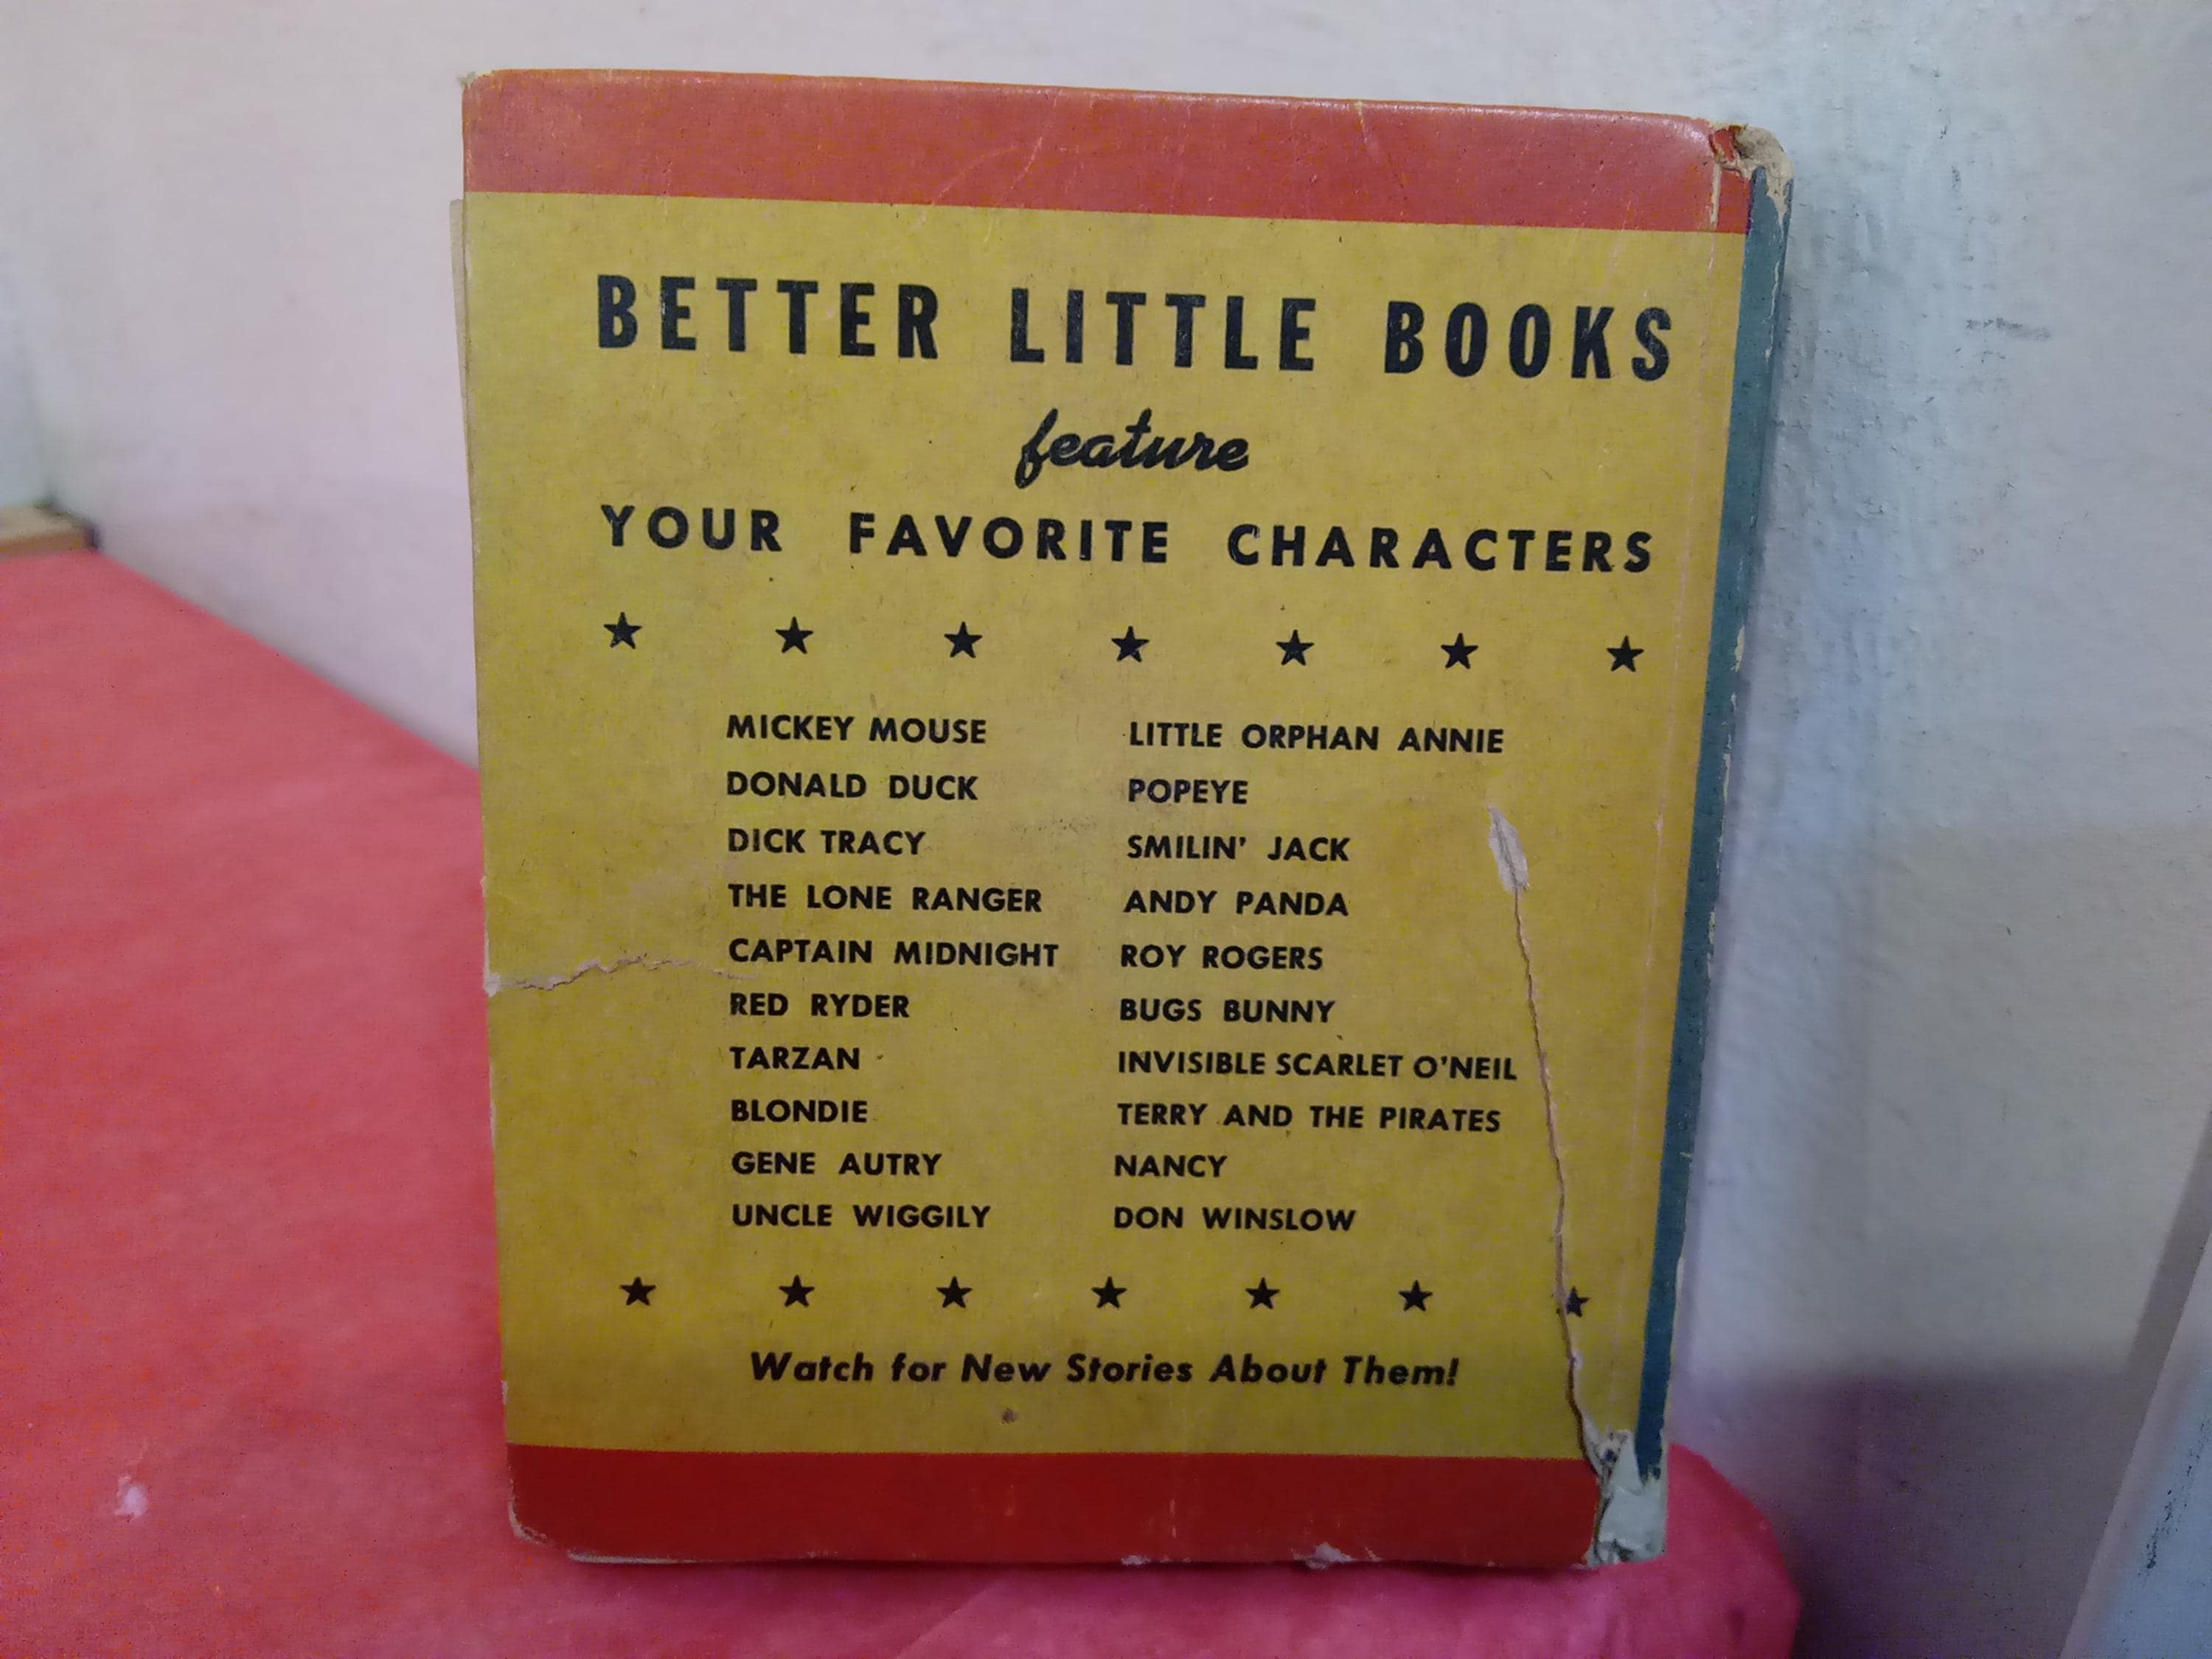 BETTER LITTLE BOOKS
feature
YOUR FAVORITE CHARACTERS
MICKEY MOUSE
DONALD DUCK
DICK TRACY
THE LONE RANGER
CAPTAIN MIDNIGHT
RED RYDER
TARZAN
BLONDIE
GENE AUTRY
UNCLE WIGGILY
LITTLE ORPHAN ANNIE
POPEYE
SMILIN' JACK
ANDY PANDA
ROY ROGERS
BUGS BUNNY
INVISIBLE SCARLET O'NEIL
TERRY AND THE PIRATES
NANCY
DON WINSLOW
Watch for New Stories About Them!